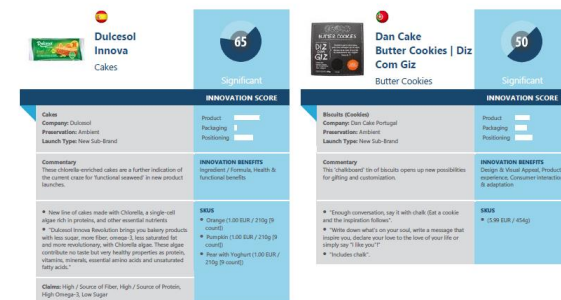 Dulcesol
Innova
Cakes
65
Significant
INNOVATION SCORE
Cakes
Company: Dulcesol
Preservation: Ambient
Launch Type: New Sub-Brand
Product
Packaging
Positioning
Commentary
These chlorella-enriched cakes are a further indication of
the current craze for 'functional seaweed' in new product
launches.
INNOVATION BENEFITS
Ingredient / Formula, Health &
functional benefits
• New line of cakes made with Chlorella, a single-cell
algae rich in proteins, and other essential nutrients
• "Dulcesol Innova Revolution brings you bakery products
with less sugar, more fiber, omega-3, less saturated fat
and more revolutionary, with Chlorella algae. These algae
contribute no taste but very healthy properties as protein,
vitamins, minerals, essential amino acids and unsaturated
fatty acids."
SKUS
• Orange (1.00 EUR / 210g [9
count])
• Pumpkin (1.00 EUR / 210g [9
count])
• Pear with Yoghurt (1.00 EUR /
210g [9 count])
Claims: High / Source of Fiber, High / Source of Protein,
High Omega-3, Low Sugar
BUTTER COOKIES
DIZ
COM
GIZ
Dan Cake
Butter Cookies | Diz
Com Giz
Butter Cookies
50
Significant
INNOVATION SCORE
Biscuits (Cookies)
Company: Dan Cake Portugal
Preservation: Ambient
Launch Type: New Sub-Brand
Product
Packaging
Positioning
Commentary
This 'chalkboard' tin of biscuits opens up new possibilities
for gifting and customization.
INNOVATION BENEFITS
Design & Visual Appeal, Product
experience, Consumer interaction
& adaptation
• "Enough conversation, say it with chalk (Eat a cookie
and the inspiration follows".
• "Write down what's on your soul, write a message that
inspire you, declare your love to the love of your life or
simply say "I like you"!"
• "Includes chalk".
SKUS
• (5.99 EUR / 454g)